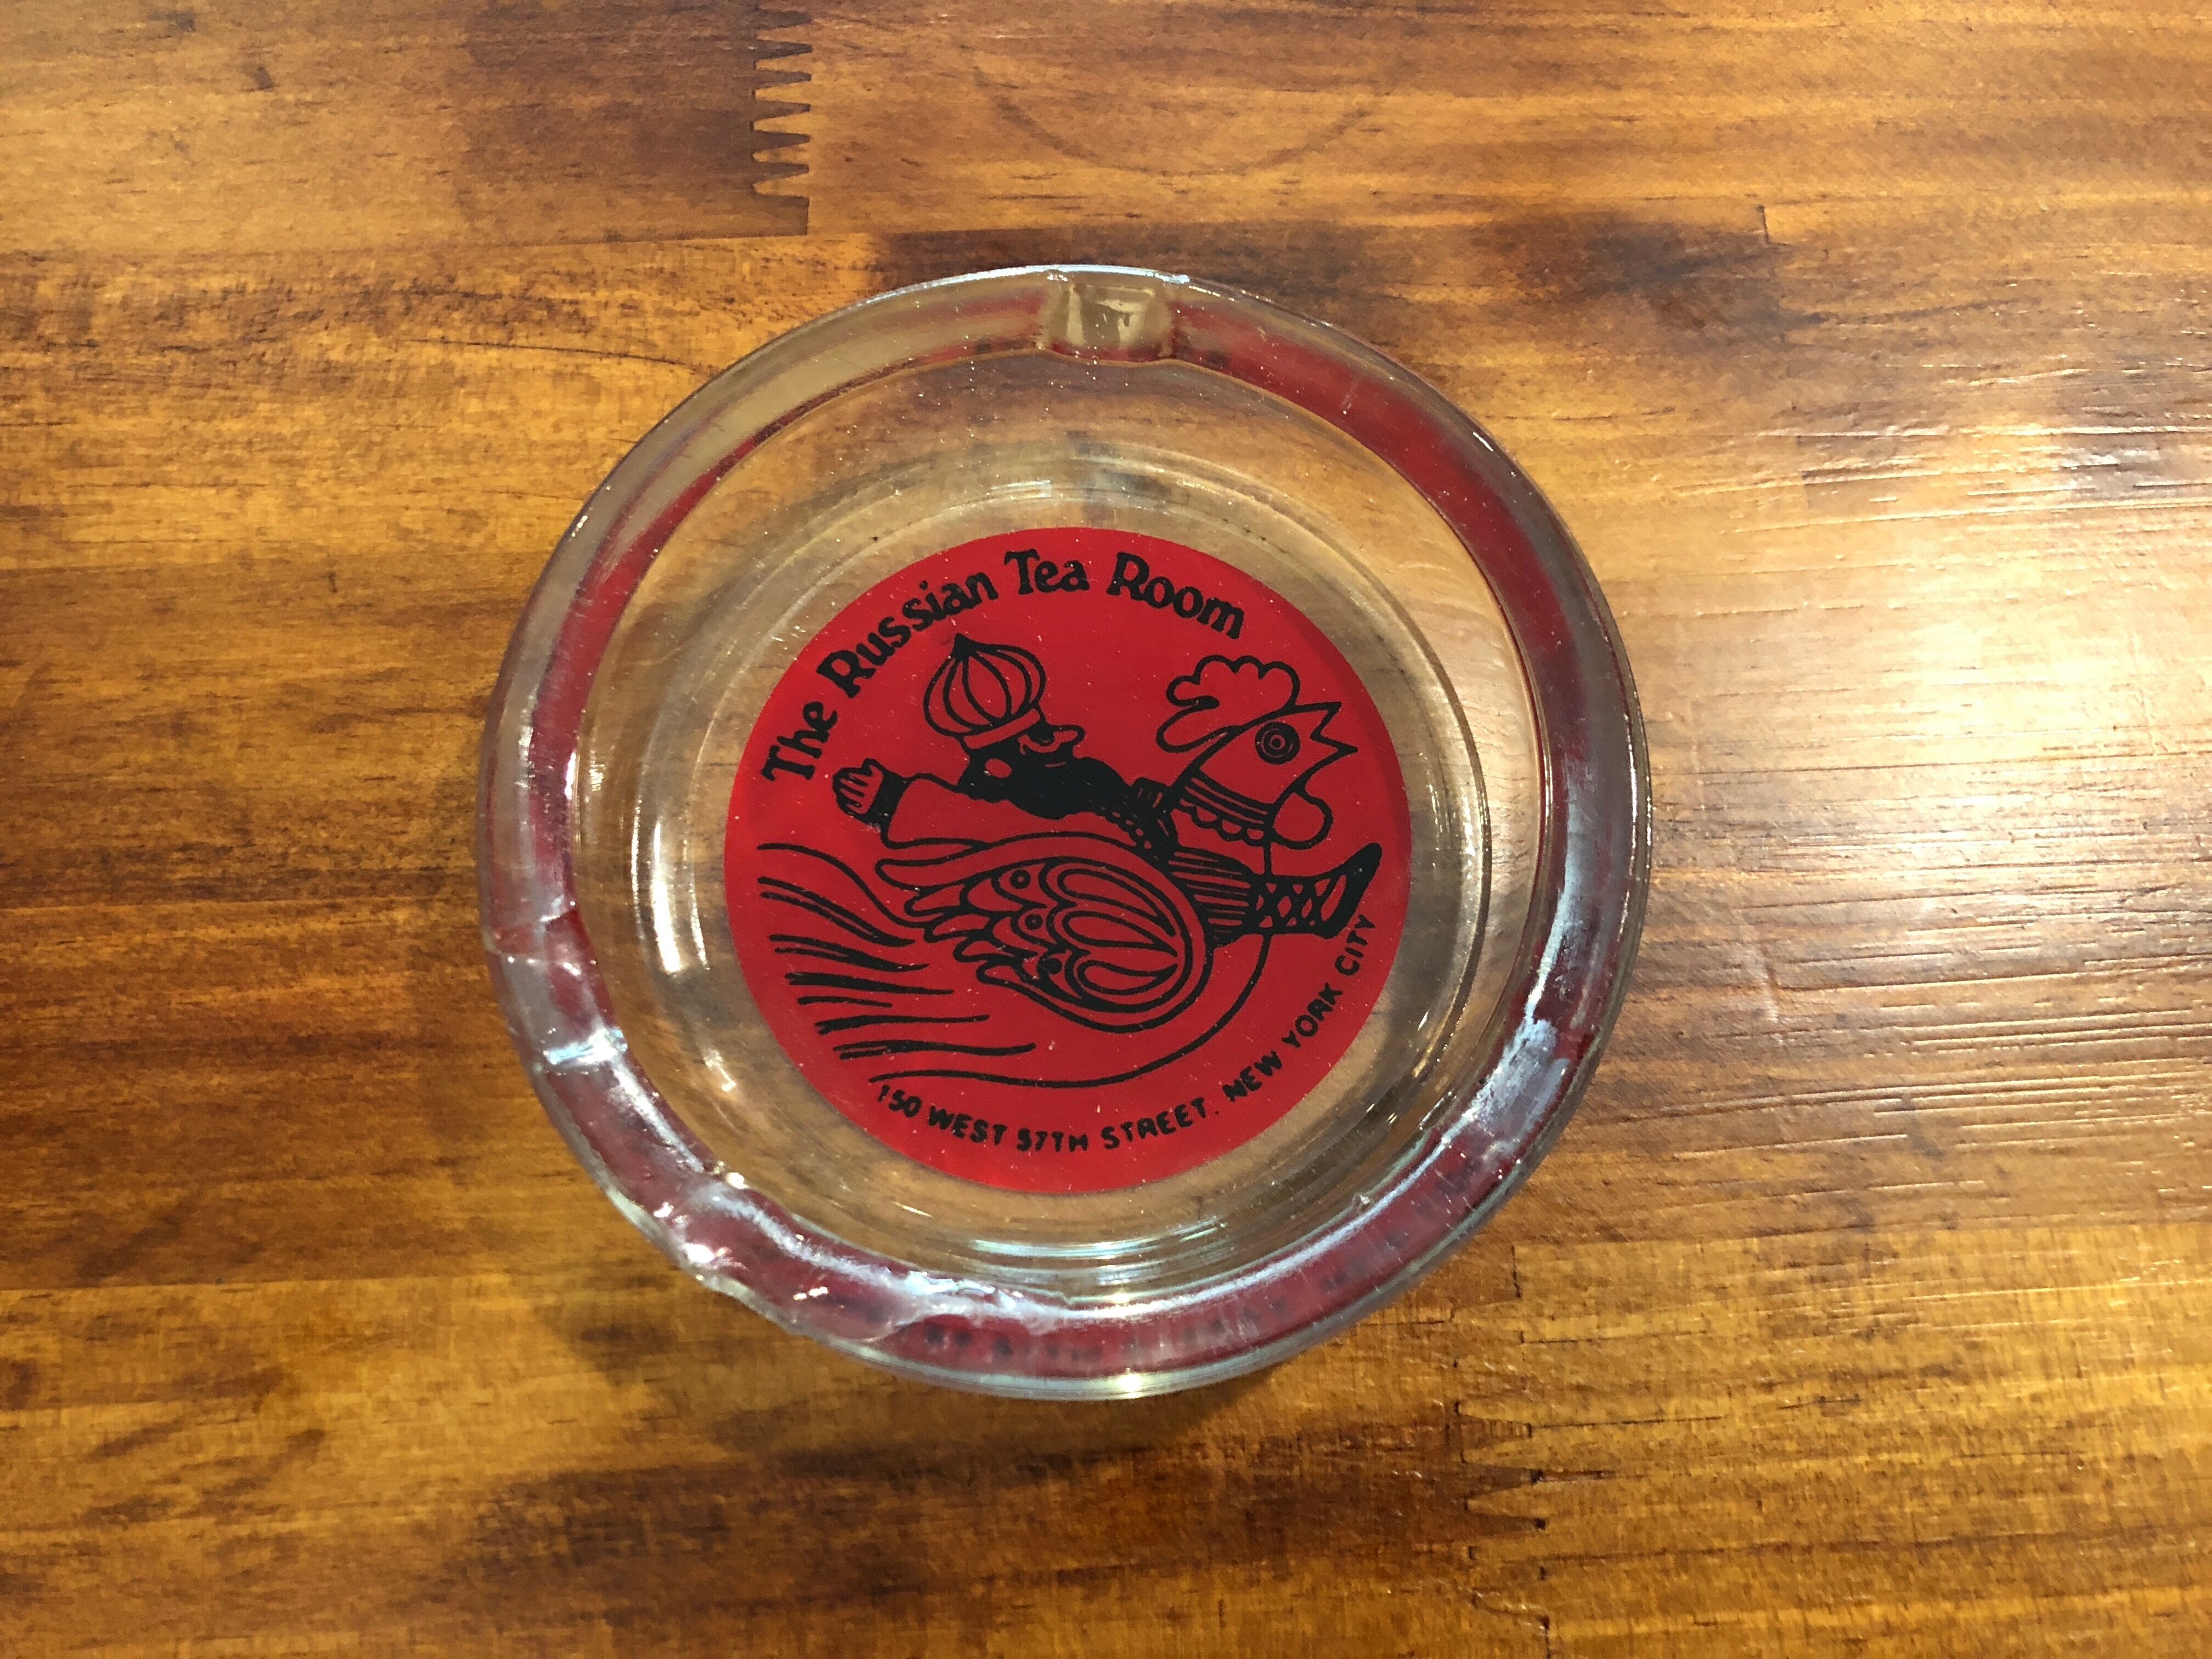 The Russian Tea Room
150 WEST 57TH STREET, NEW YORK CITY